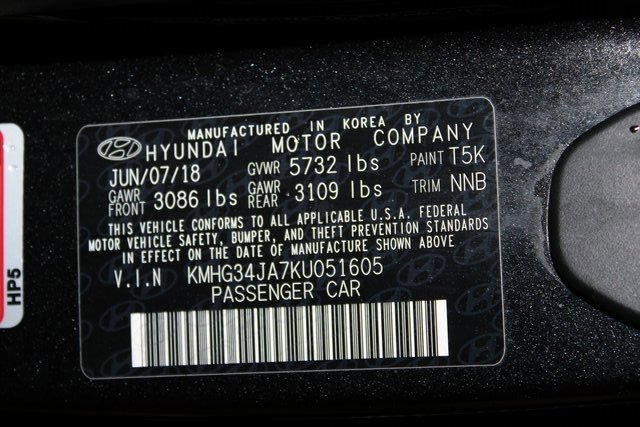 MANUFACTURED IN KOREA BY
HYUNDAI MOTOR COMPANY
JUN/07/18 GVWR 5732 lbs PAINT T5K
GAWR FRONT 3086 lbs GAWR REAR 3109 lbs TRIM NNB
THIS VEHICLE CONFORMS TO ALL APPLICABLE U.S.A. FEDERAL
MOTOR VEHICLE SAFETY, BUMPER, AND THEFT PREVENTION STANDARDS
IN EFFECT ON THE DATE OF MANUFACTURE SHOWN ABOVE.
V.I.N KMHG34JA7KU051605
PASSENGER CAR
HP5